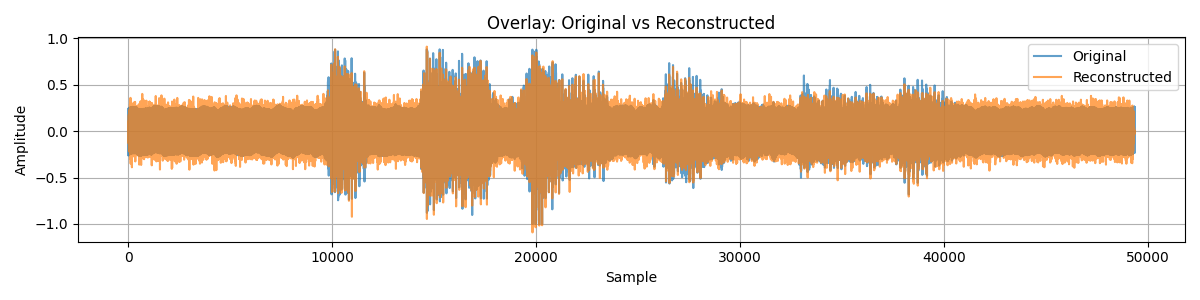 Overlay: Original vs Reconstructed
1.0
0.5
0.0
−0.5
−1.0
Amplitude
Original
Reconstructed
0
10000
20000
30000
40000
50000
Sample